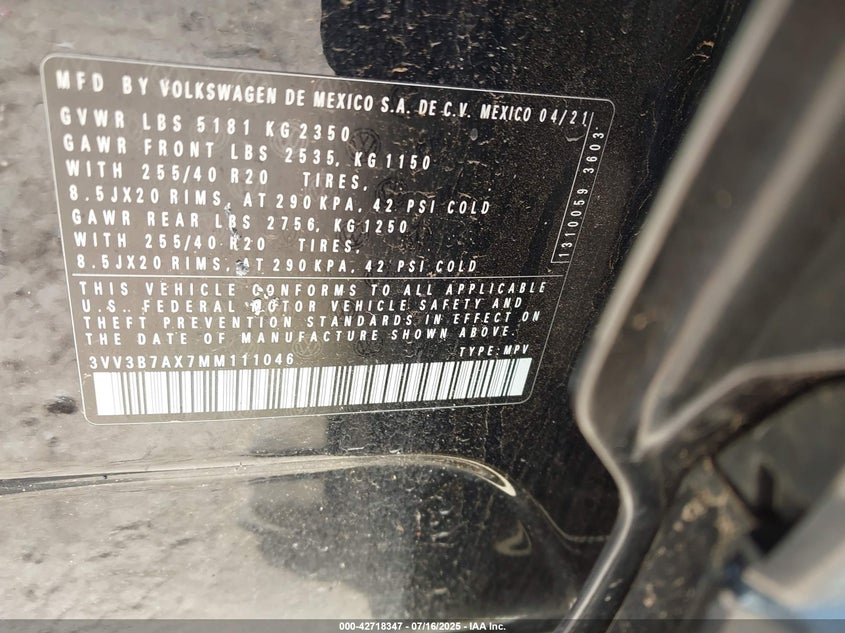 MFD BY VOLKSWAGEN DE MEXICO S.A. DE C.V. MEXICO 04/21
GVWR LBS 5181 KG 2350
GAWR FRONT LBS 2535, KG 1150
WITH 255/40 R20 TIRES,
8.5JX20 RIMS, AT 290 KPA, 42 PSI COLD
GAWR REAR LBS 2756, KG 1250
WITH 255/40 R20 TIRES,
8.5JX20 RIMS, AT 290 KPA, 42 PSI COLD
THIS VEHICLE CONFORMS TO ALL APPLICABLE
U.S. FEDERAL MOTOR VEHICLE SAFETY AND
THEFT PREVENTION STANDARDS IN EFFECT ON
THE DATE OF MANUFACTURE SHOWN ABOVE.
3VV3B7AX7MM111046 TYPE:MPV
1310059 3603
000-42718347 - 07/16/2025 - IAA Inc.